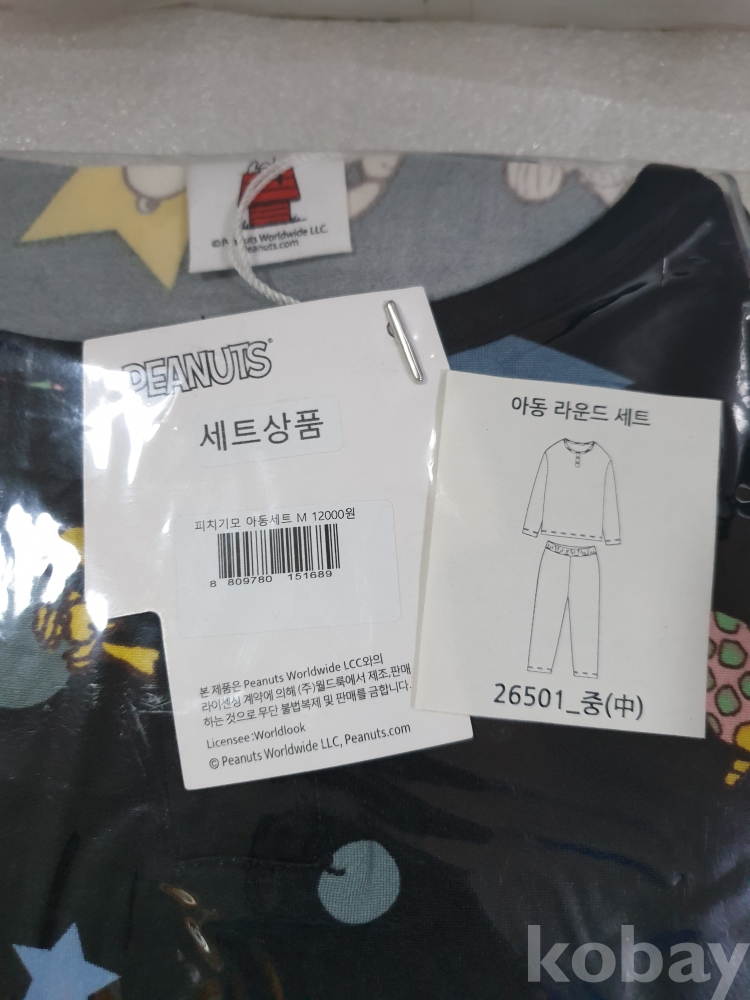 ©Peanuts Worldwide LLC.
Peanuts.com
PEANUTS
세트상품
피치기모 아동세트 M 12000원
8 809780 151689
본 제품은 Peanuts Worldwide LCC와의
라이센싱 계약에 의해 (주)월드룩에서 제조,판매
하는 것으로 무단 불법복제 및 판매를 금합니다.
Licensee:Worldlook
© Peanuts Worldwide LLC, Peanuts.com
아동 라운드 세트
26501_중(中)
kobay